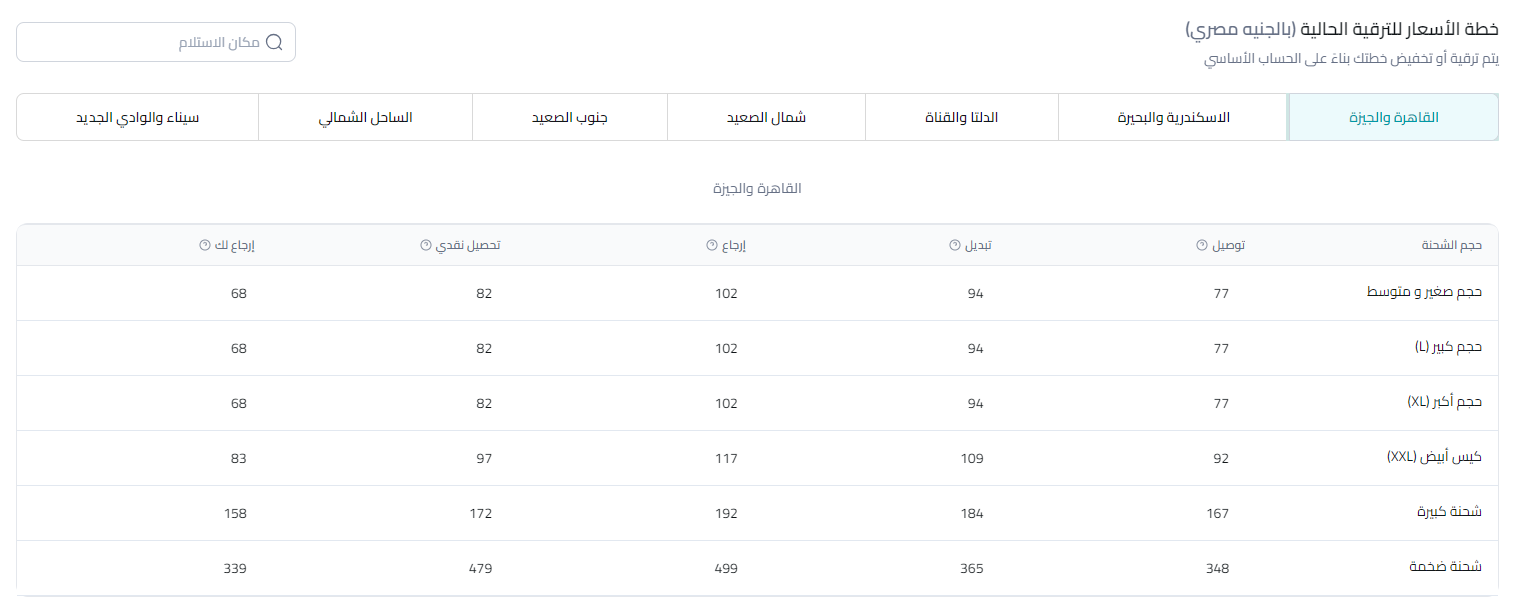 خطة الأسعار للترقية الحالية (بالجنيه مصري)
يتم ترقية أو تخفيض خطتك بناءً على الحساب الأساسي
مكان الاستلام
القاهرة والجيزة الاسكندرية والبحيرة الدلتا والقناة شمال الصعيد جنوب الصعيد الساحل الشمالي سيناء والوادي الجديد
القاهرة والجيزة
حجم الشحنة توصيل تبديل إرجاع تحصيل نقدي إرجاع لك
حجم صغير و متوسط 77 94 102 82 68
حجم كبير (L) 77 94 102 82 68
حجم أكبر (XL) 77 94 102 82 68
كيس أبيض (XXL) 92 109 117 97 83
شحنة كبيرة 167 184 192 172 158
شحنة ضخمة 348 365 499 479 339